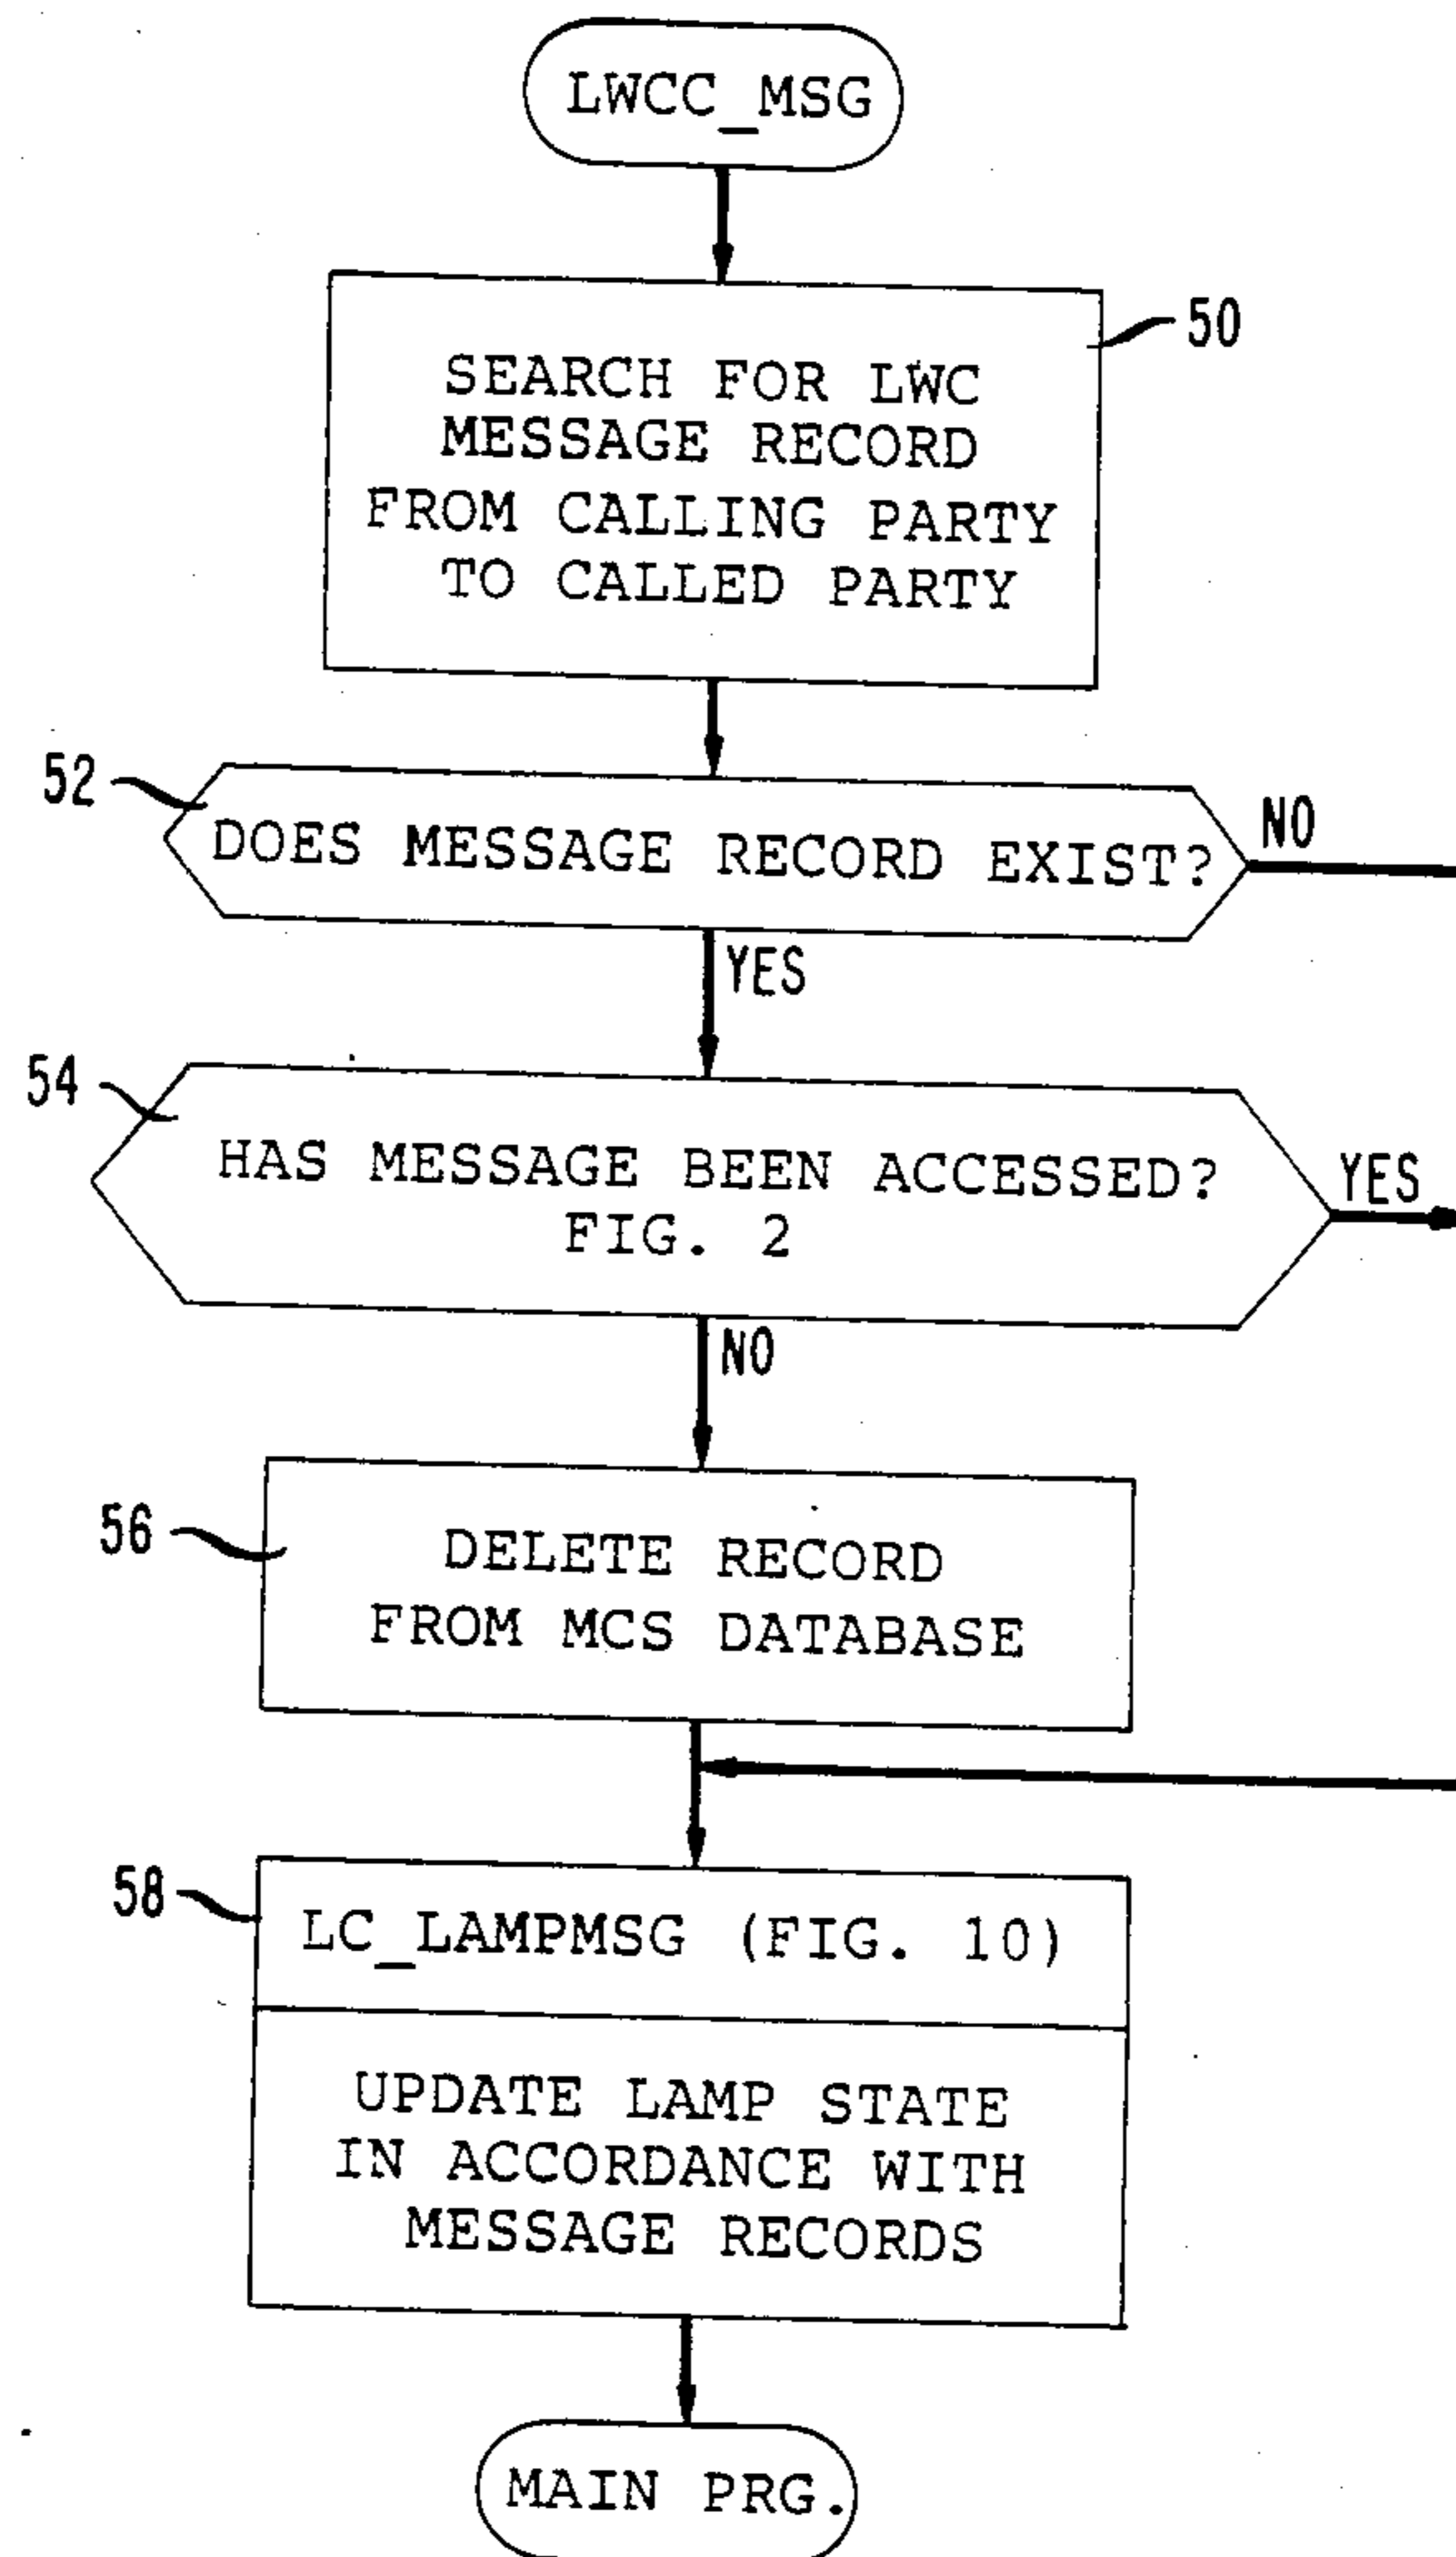 LWCC_MSG
50
SEARCH FOR LWC
MESSAGE RECORD
FROM CALLING PARTY
TO CALLED PARTY
52
DOES MESSAGE RECORD EXIST?
NO
YES
54
HAS MESSAGE BEEN ACCESSED?
FIG. 2
YES
NO
56
DELETE RECORD
FROM MCS DATABASE
58
LC_LAMPMSG (FIG. 10)
UPDATE LAMP STATE
IN ACCORDANCE WITH
MESSAGE RECORDS
MAIN PRG.